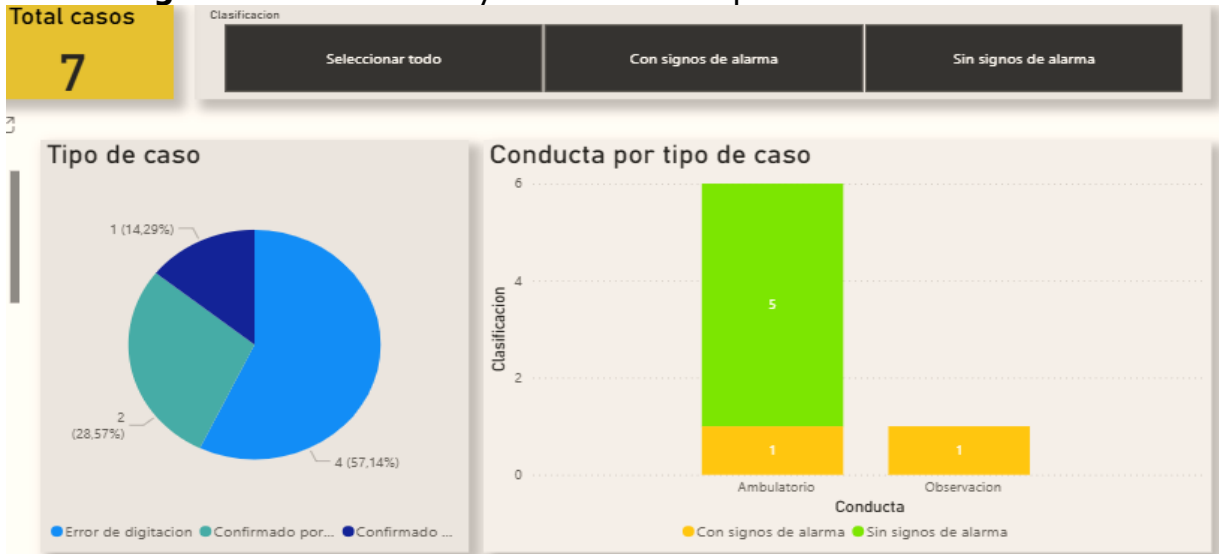 Total casos
7
Clasificacion
Seleccionar todo
Con signos de alarma
Sin signos de alarma
Tipo de caso
1 (14,29%)
2
(28,57%)
4 (57,14%)
Error de digitacion Confirmado por... Confirmado ...
Conducta por tipo de caso
6
4
2
0
Clasificacion
5
1
1
Ambulatorio
Observacion
Conducta
Con signos de alarma Sin signos de alarma